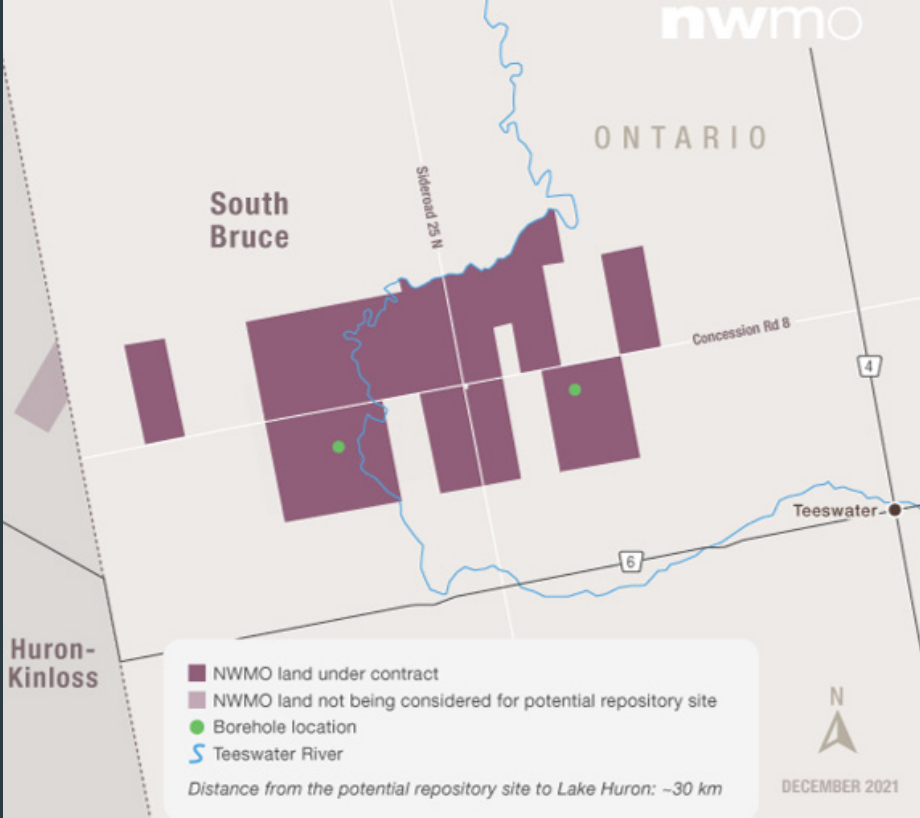 nwmo
ONTARIO
South
Bruce
Sideroad 25 N
Concession Rd 8
4
Teeswater
6
Huron-
Kinloss
NWMO land under contract
NWMO land not being considered for potential repository site
Borehole location
Teeswater River
Distance from the potential repository site to Lake Huron: ~30 km
N
DECEMBER 2021